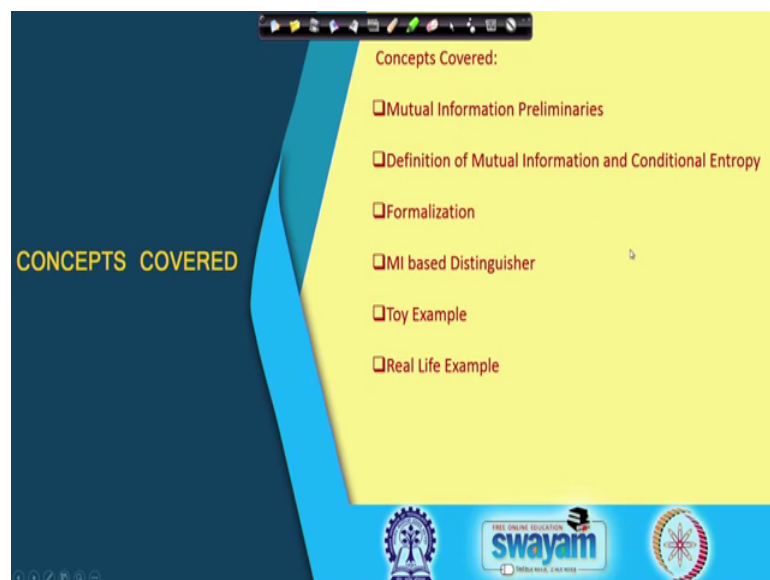 Concepts Covered:
❑Mutual Information Preliminaries
❑Definition of Mutual Information and Conditional Entropy
❑Formalization
CONCEPTS COVERED
❑MI based Distinguisher
❑Toy Example
❑Real Life Example
FREE ONLINE EDUCATION
swayam